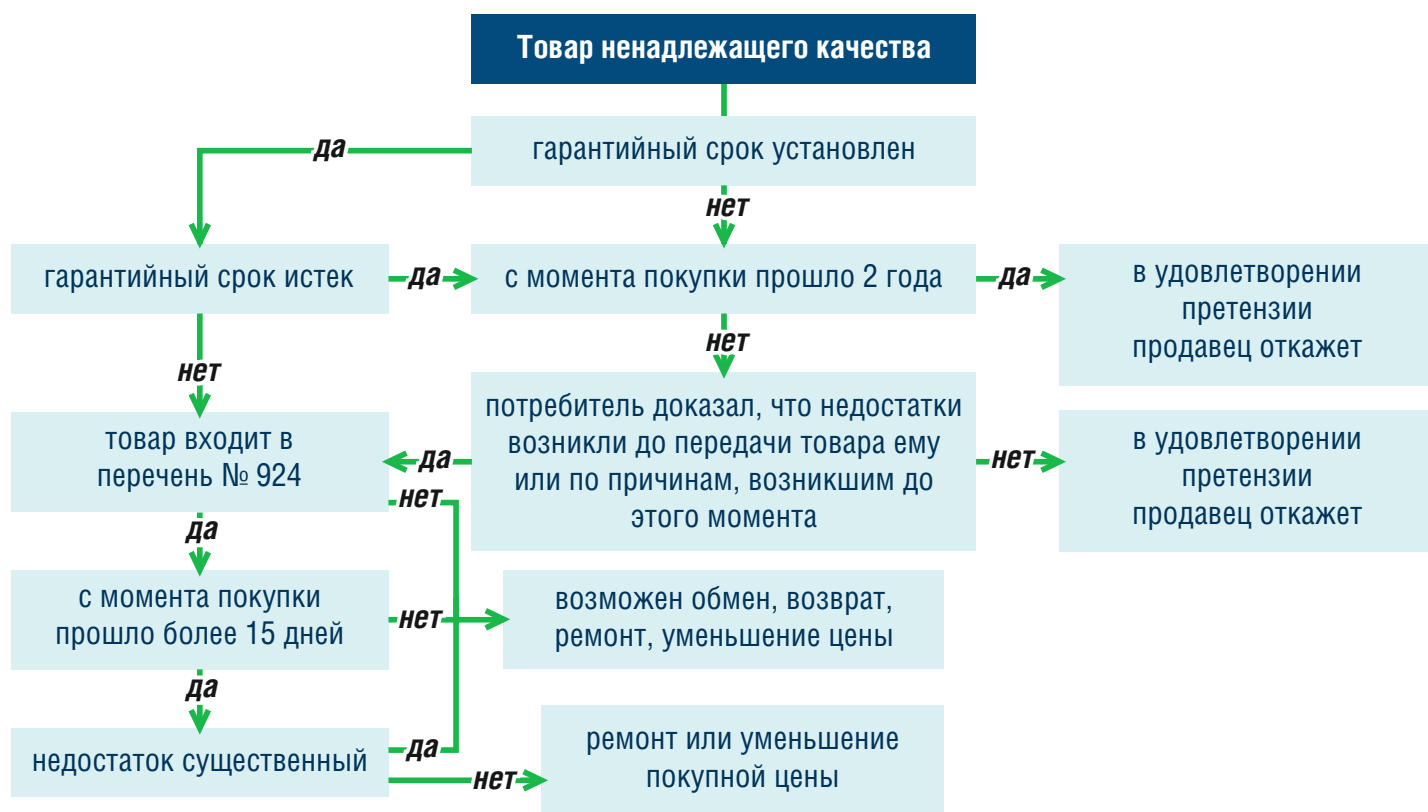 Товар ненадлежащего качества
да
гарантийный срок установлен
нет
гарантийный срок истек
да
с момента покупки прошло 2 года
да
в удовлетворении
претензии
продавец откажет
нет
нет
товар входит в
перечень № 924
да
потребитель доказал, что недостатки
возникли до передачи товара ему
или по причинам, возникшим до
этого момента
нет
в удовлетворении
претензии
продавец откажет
нет
да
с момента покупки
прошло более 15 дней
нет
возможен обмен, возврат,
ремонт, уменьшение цены
да
недостаток существенный
да
нет
ремонт или уменьшение
покупной цены